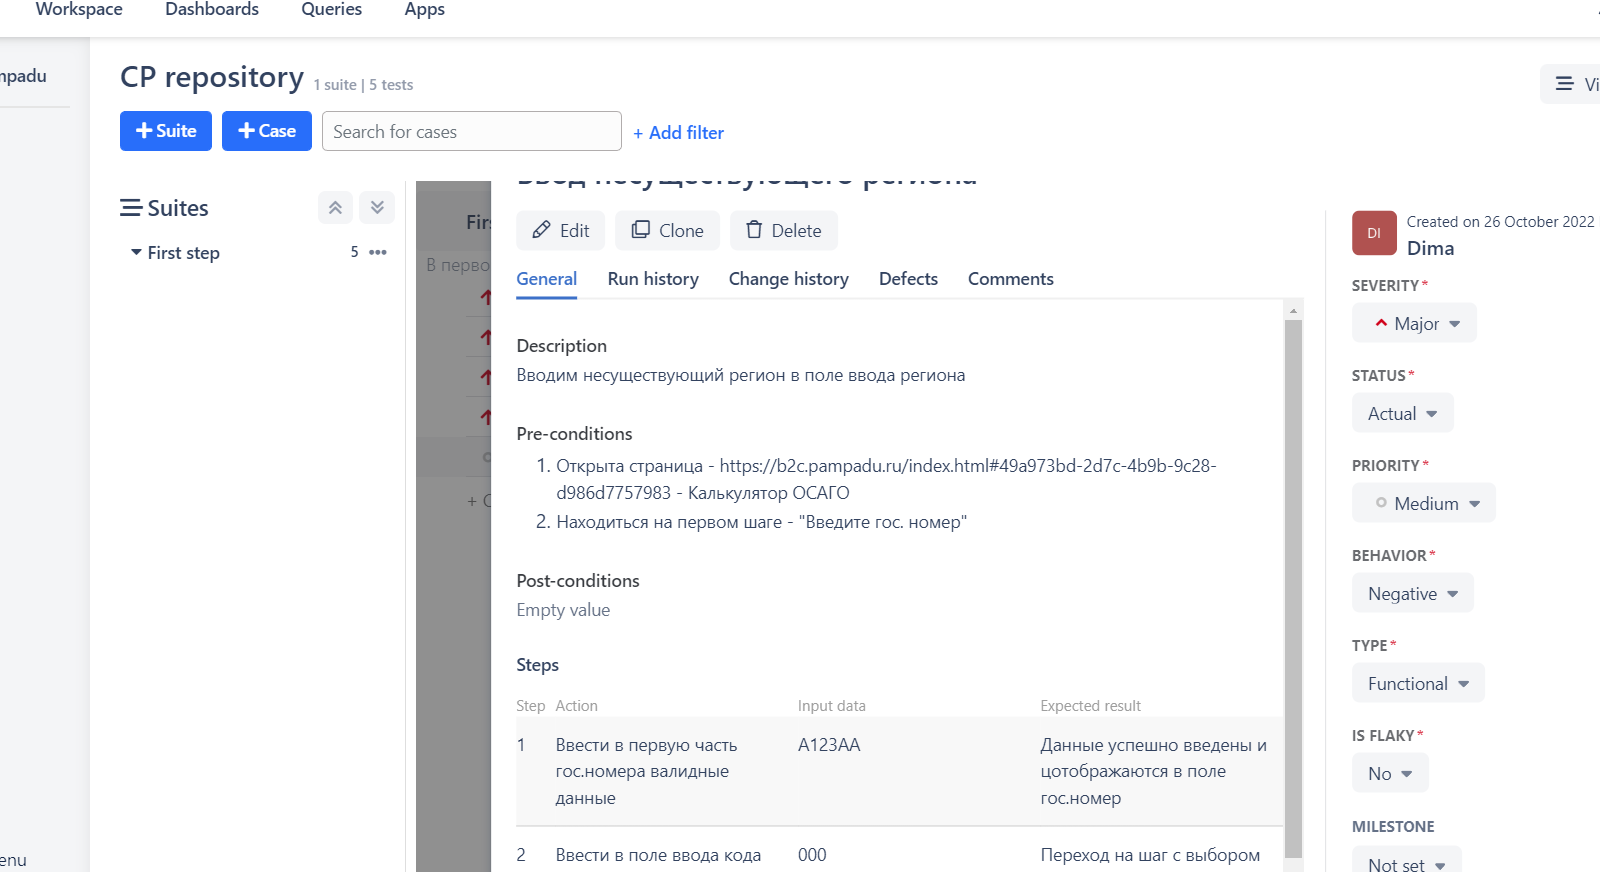 Workspace Dashboards Queries Apps
mpadu
CP repository 1 suite | 5 tests
Suite Case Search for cases + Add filter
Suites
First step 5
В перво
Ввод несуществующего региона
Edit Clone Delete
General Run history Change history Defects Comments
Description
Вводим несуществующий регион в поле ввода региона
Pre-conditions
1. Открыта страница - https://b2c.pampadu.ru/index.html#49a973bd-2d7c-4b9b-9c28-
d986d7757983 - Калькулятор ОСАГО
2. Находиться на первом шаге - "Введите гос. номер"
Post-conditions
Empty value
Steps
Step Action Input data Expected result
1 Ввести в первую часть А123АА Данные успешно введены и
гос.номера валидные цотображаются в поле
данные гос.номер
2 Ввести в поле ввода кода 000 Переход на шаг с выбором
DI Created on 26 October 2022
Dima
SEVERITY*
Major
STATUS*
Actual
PRIORITY*
Medium
BEHAVIOR*
Negative
TYPE*
Functional
IS FLAKY*
No
MILESTONE
Not set
enu